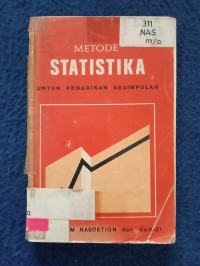 311
NAS
m/o
METODE
STATISTIKA
UNTUK PENARIKAN KESIMPULAN
M NASOETION dan BARIZI